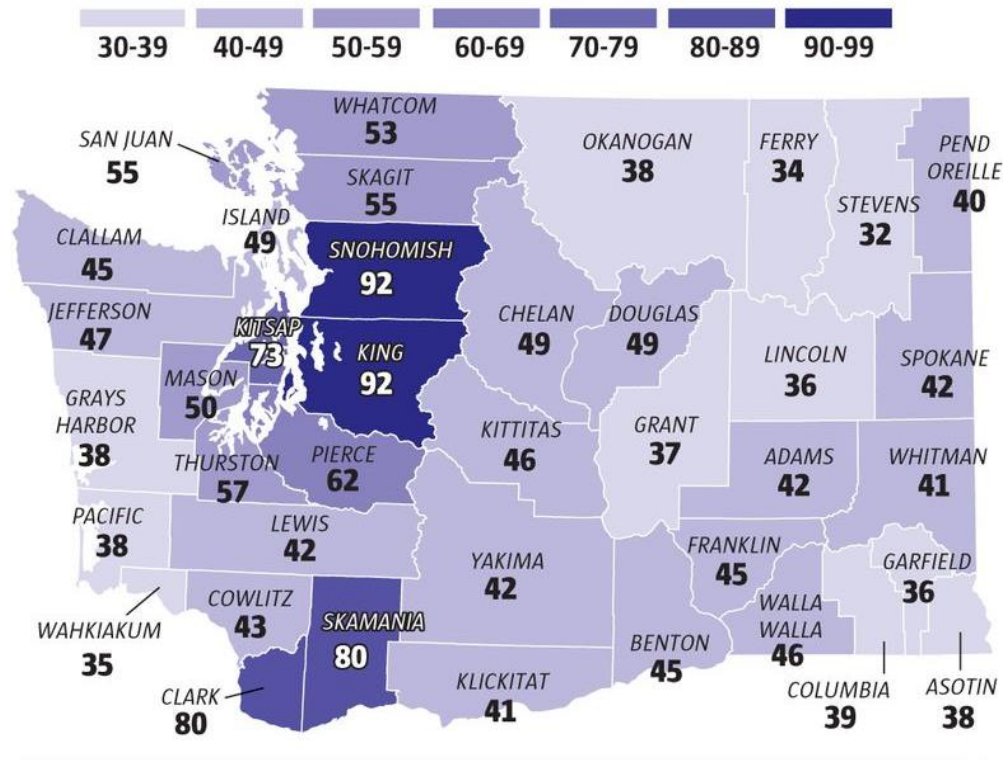 30-39 40-49 50-59 60-69 70-79 80-89 90-99
WHATCOM
53
SAN JUAN
55
SKAGIT
55
ISLAND
49
OKANOGAN
38
FERRY
34
STEVENS
32
PEND
OREILLE
40
CLALLAM
45
SNOHOMISH
92
JEFFERSON
47
KITSAP
73
KING
92
CHELAN
49
DOUGLAS
49
LINCOLN
36
SPOKANE
42
MASON
50
GRAYS
HARBOR
38
THURSTON
57
PIERCE
62
KITTITAS
46
GRANT
37
ADAMS
42
WHITMAN
41
PACIFIC
38
LEWIS
42
YAKIMA
42
FRANKLIN
45
GARFIELD
36
WAHKIAKUM
35
COWLITZ
43
SKAMANIA
80
WALLA
WALLA
46
BENTON
45
CLARK
80
KLICKITAT
41
COLUMBIA
39
ASOTIN
38